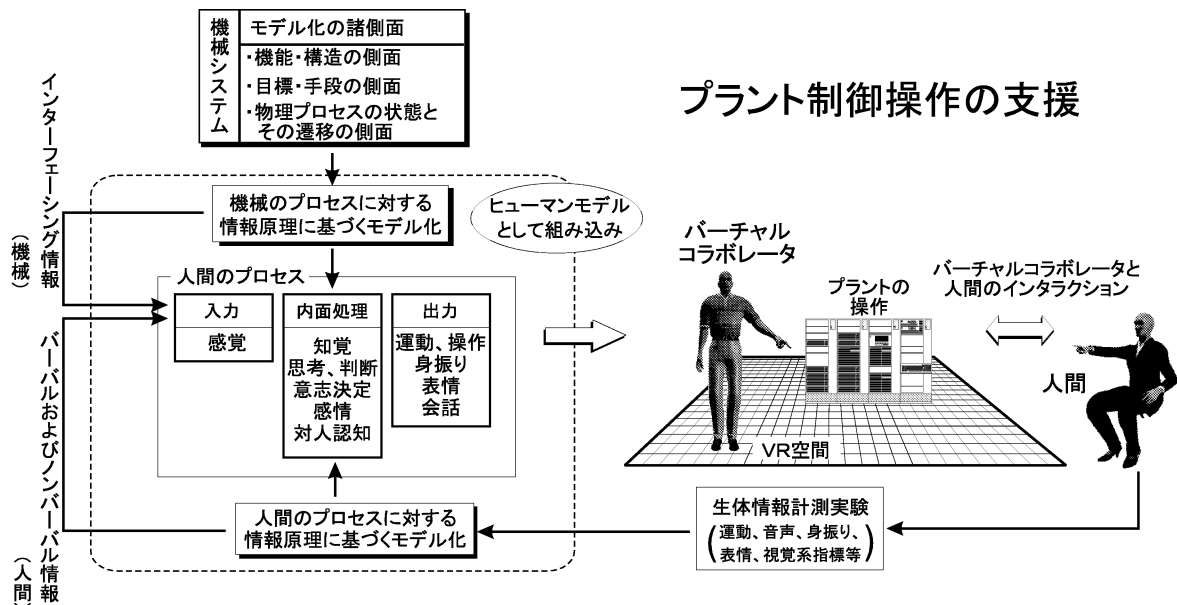 機械システム
モデル化の諸側面
・機能・構造の側面
・目標・手段の側面
・物理プロセスの状態と
その遷移の側面
プラント制御操作の支援
インターフェーシング情報
(機械)
機械のプロセスに対する
情報原理に基づくモデル化
ヒューマンモデル
として組み込み
人間のプロセス
入力
感覚
内面処理
知覚
思考、判断
意志決定
感情
対人認知
出力
運動、操作
身振り
表情
会話
バーチャル
コラボレータ
プラントの
操作
バーチャルコラボレータと
人間のインタラクション
人間
VR空間
バーバルおよびノンバーバル情報
(人間)
人間のプロセスに対する
情報原理に基づくモデル化
生体情報計測実験
(運動、音声、身振り、
表情、視覚系指標等)